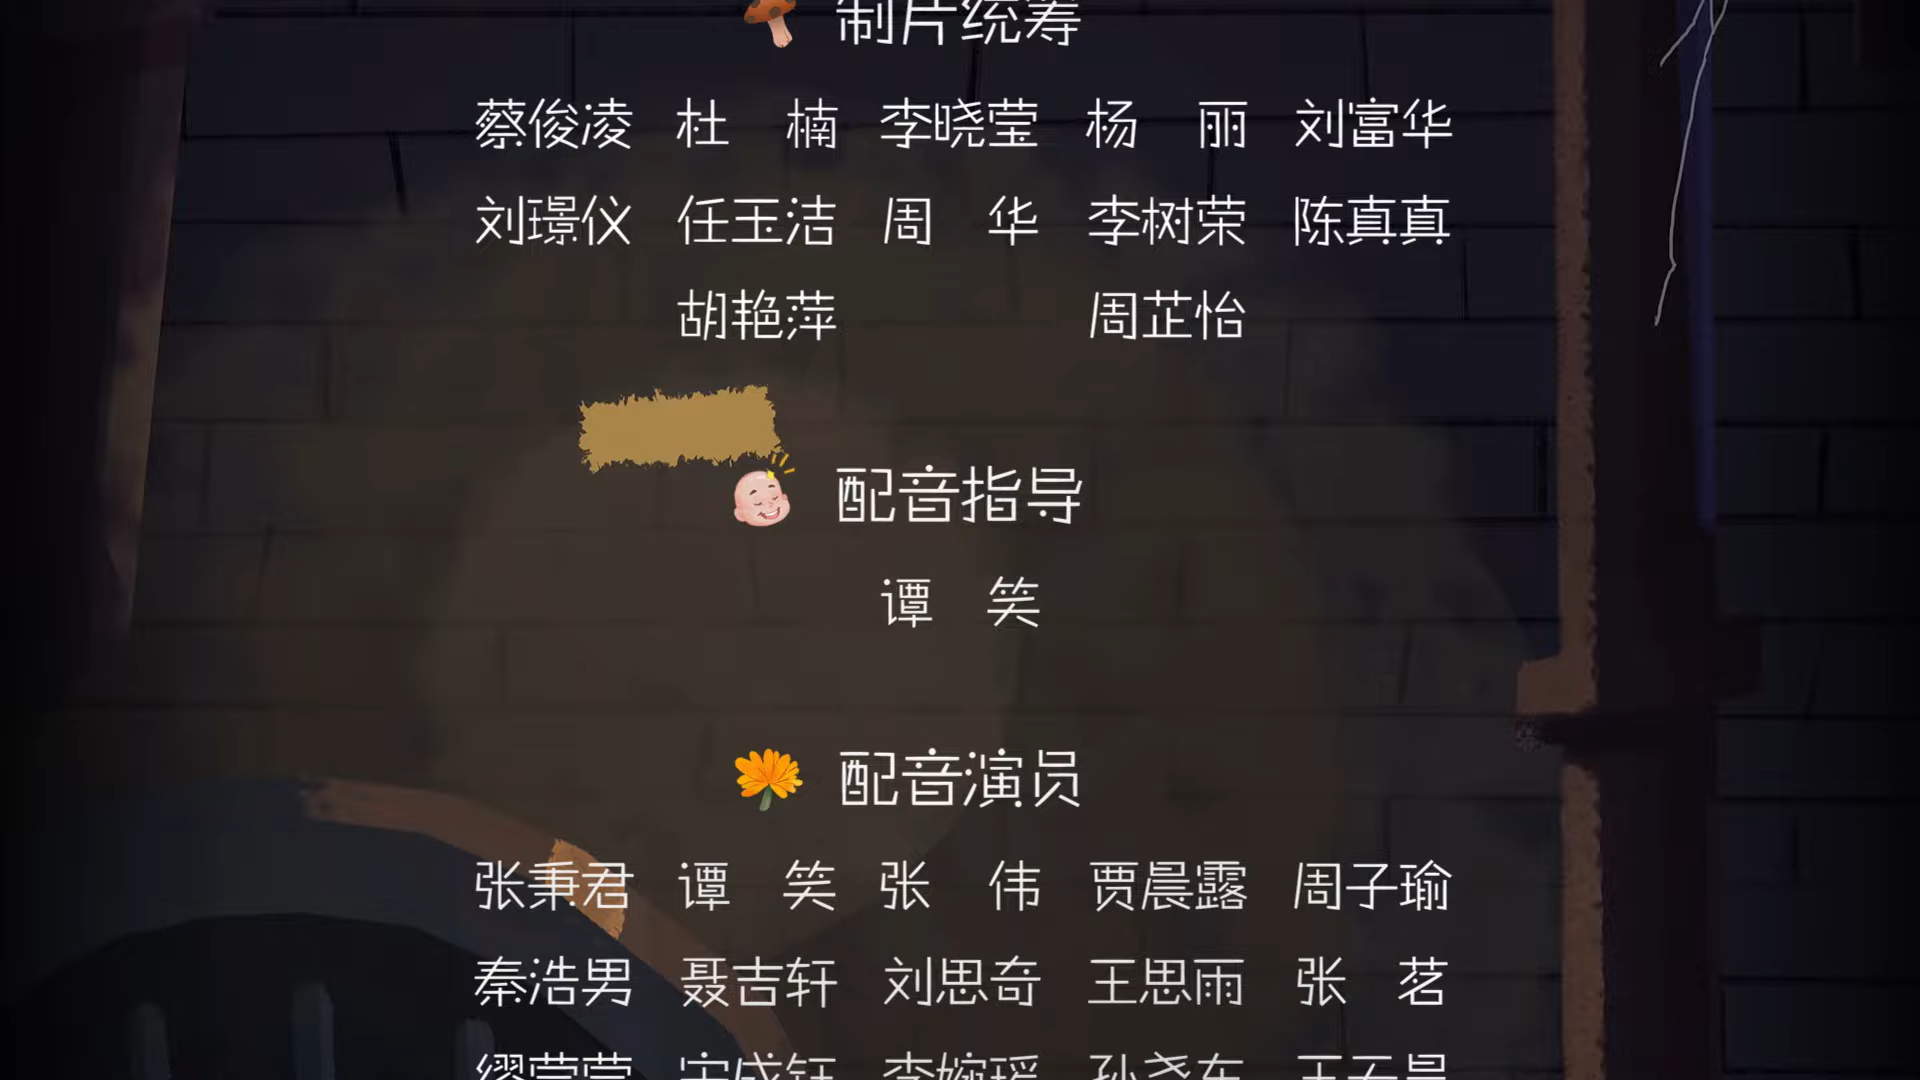 制片统筹
蔡俊凌 杜 楠 李晓莹 杨 丽 刘富华
刘璟仪 任玉洁 周 华 李树荣 陈真真
胡艳萍 周芷怡
配音指导
谭 笑
配音演员
张秉君 谭 笑 张 伟 贾晨露 周子瑜
秦浩男 聂吉轩 刘思奇 王思雨 张 茗